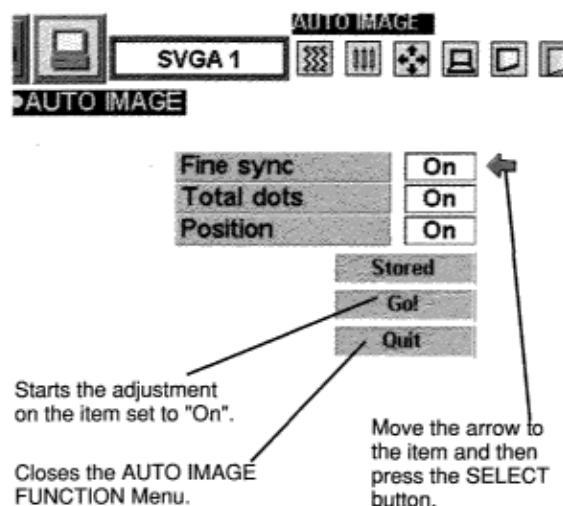 AUTO IMAGE
SVGA 1
•AUTO IMAGE
Fine sync On
Total dots On
Position On
Stored
Go!
Quit
Starts the adjustment
on the item set to "On".
Closes the AUTO IMAGE
FUNCTION Menu.
Move the arrow to
the item and then
press the SELECT
button.